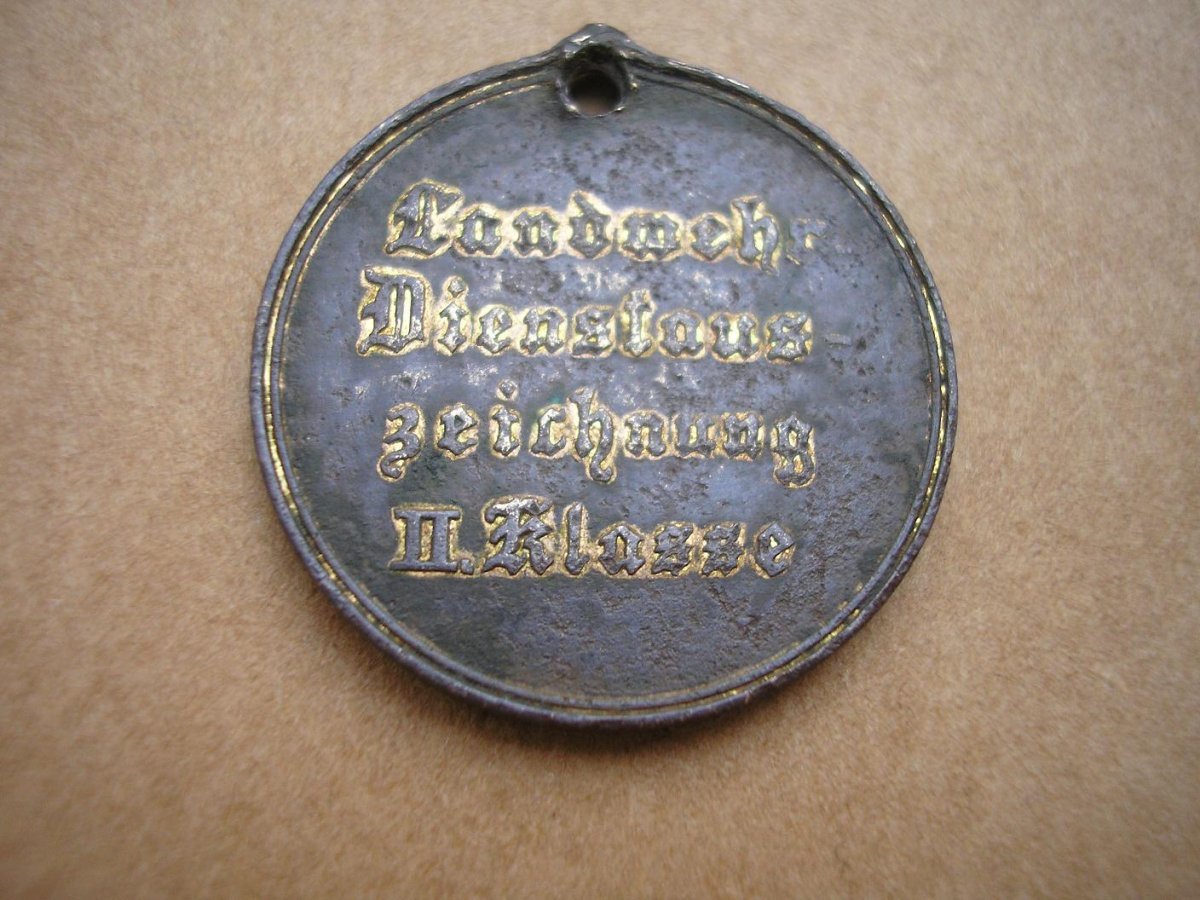 Landwehr
Dienstaus-
zeichnung
II. Klasse